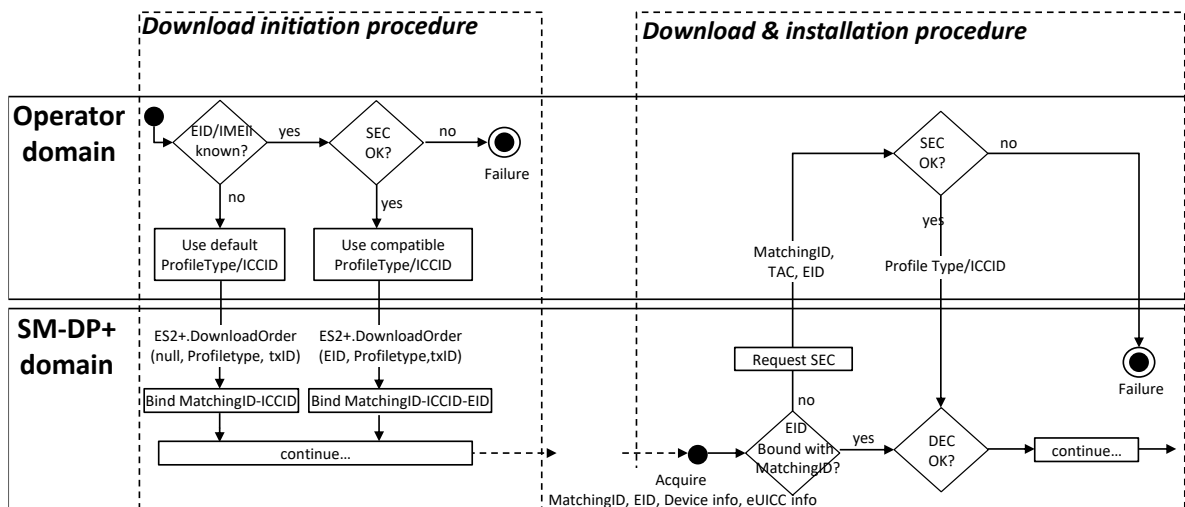 Download initiation procedure
Download & installation procedure
Operator
domain
EID/IMEII
known?
yes
SEC
OK?
no
Failure
no
yes
Use default
ProfileType/ICCID
Use compatible
ProfileType/ICCID
SEC
OK?
no
yes
MatchingID,
TAC, EID
Profile Type/ICCID
SM-DP+
domain
ES2+.DownloadOrder
(null, Profiletype, txID)
ES2+.DownloadOrder
(EID, Profiletype,txID)
Bind MatchingID-ICCID
Bind MatchingID-ICCID-EID
continue...
Request SEC
no
Failure
EID
Bound with
MatchingID?
yes
DEC
OK?
continue...
Acquire
MatchingID, EID, Device info, eUICC info